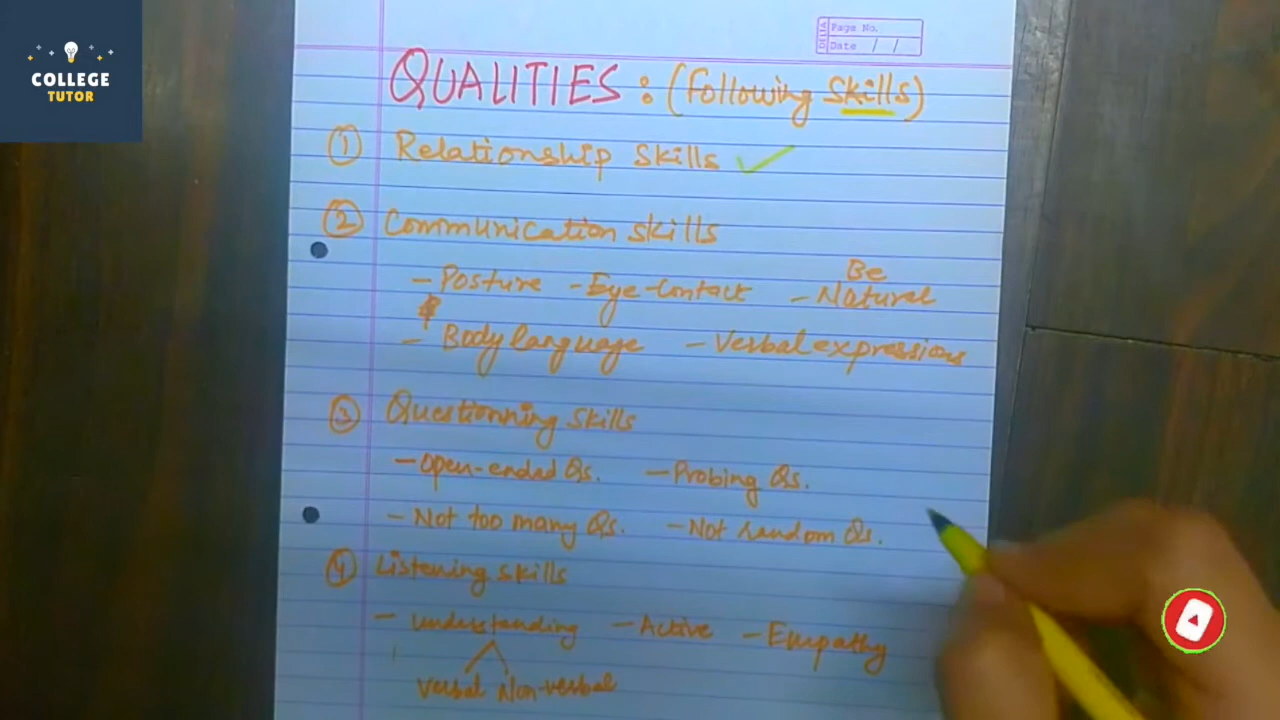 COLLEGE
TUTOR
Page No.
Date / /
QUALITIES : (Following Skills)
① Relationship Skills ✓
② Communication skills
- Posture - Eye-Contact - Be Natural
- Body language - Verbal expressions
③ Questionning Skills
- Open-ended Qs. - Probing Qs.
- Not too many Qs. - Not random Qs.
④ Listening skills
- Understanding - Active - Empathy
Verbal Non-verbal